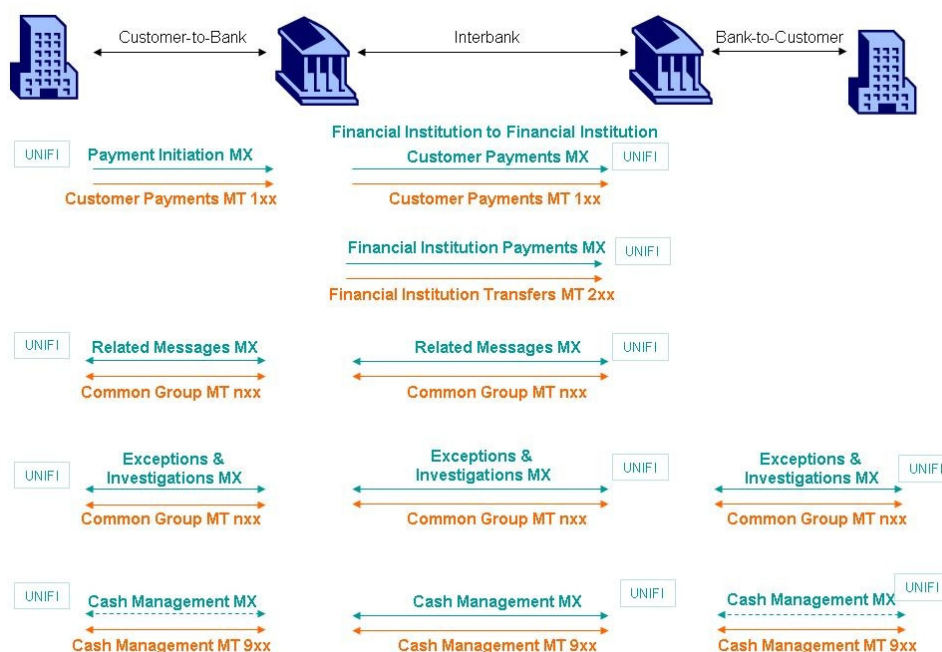 Customer-to-Bank
Interbank
Bank-to-Customer
Financial Institution to Financial Institution
UNIFI
Payment Initiation MX
Customer Payments MX
UNIFI
Customer Payments MT 1xx
Customer Payments MT 1xx
Financial Institution Payments MX
UNIFI
Financial Institution Transfers MT 2xx
UNIFI
Related Messages MX
Related Messages MX
UNIFI
Common Group MT nxx
Common Group MT nxx
UNIFI
Exceptions &
Investigations MX
Exceptions &
Investigations MX
UNIFI
Exceptions &
Investigations MX
UNIFI
Common Group MT nxx
Common Group MT nxx
Common Group MT nxx
UNIFI
Cash Management MX
Cash Management MX
UNIFI
Cash Management MX
UNIFI
Cash Management MT 9xx
Cash Management MT 9xx
Cash Management MT 9xx